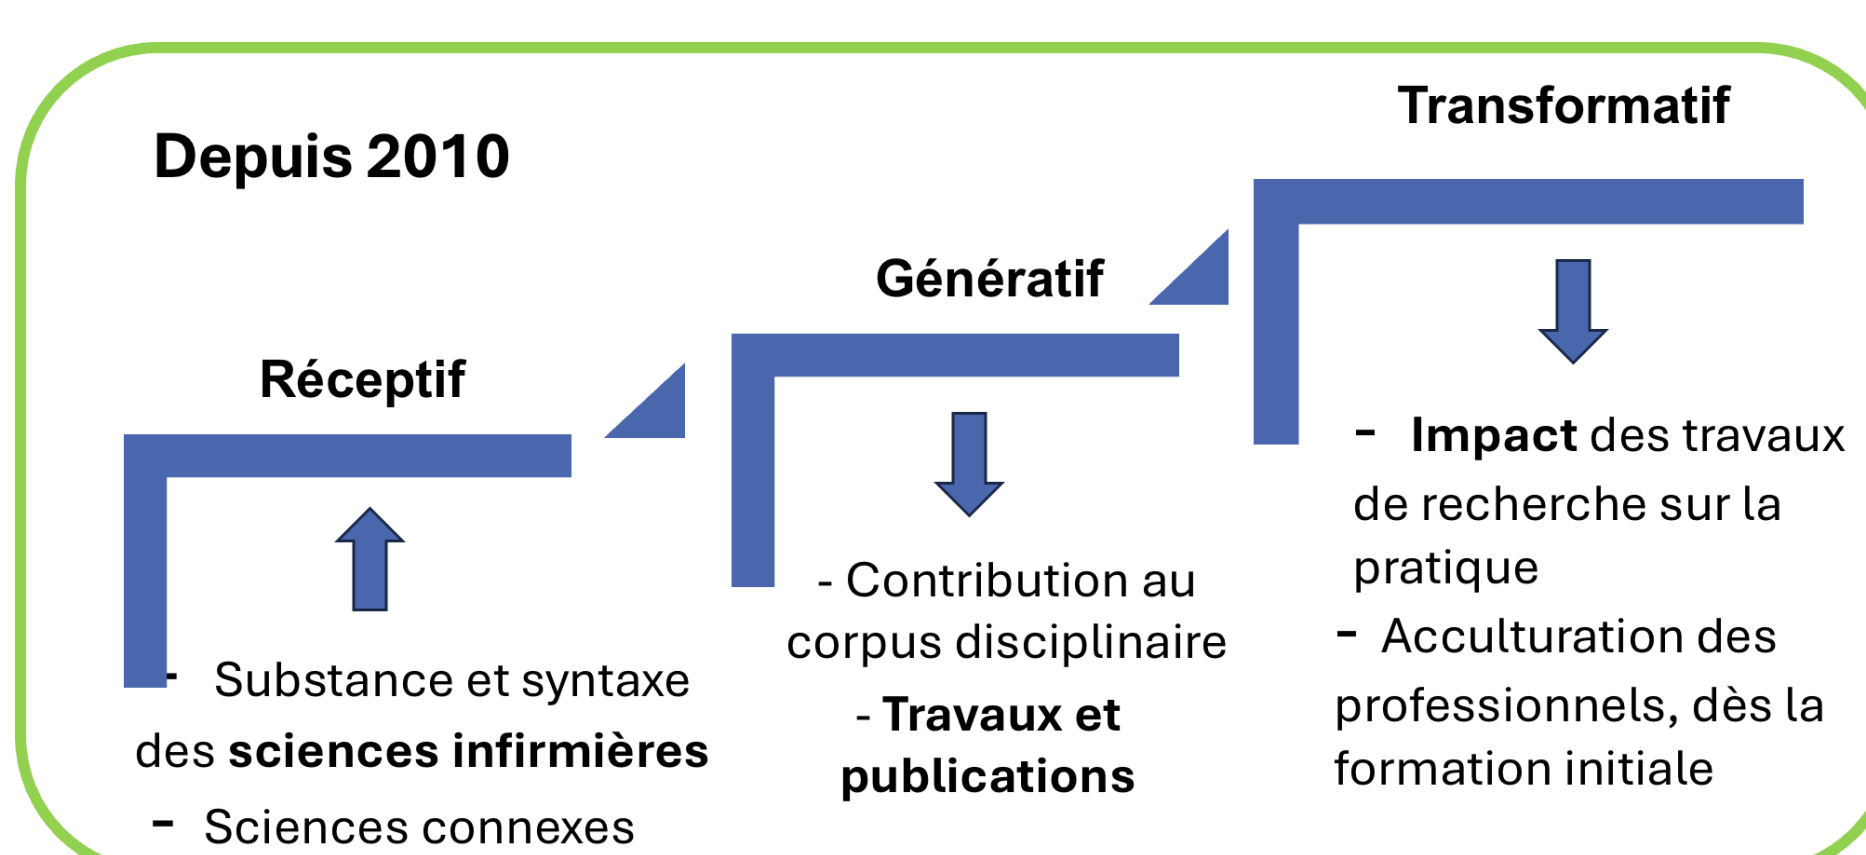 Depuis 2010
Réceptif
- Substance et syntaxe
des sciences infirmières
- Sciences connexes
Génératif
- Contribution au
corpus disciplinaire
- Travaux et
publications
Transformatif
- Impact des travaux
de recherche sur la
pratique
- Acculturation des
professionnels, dès la
formation initiale